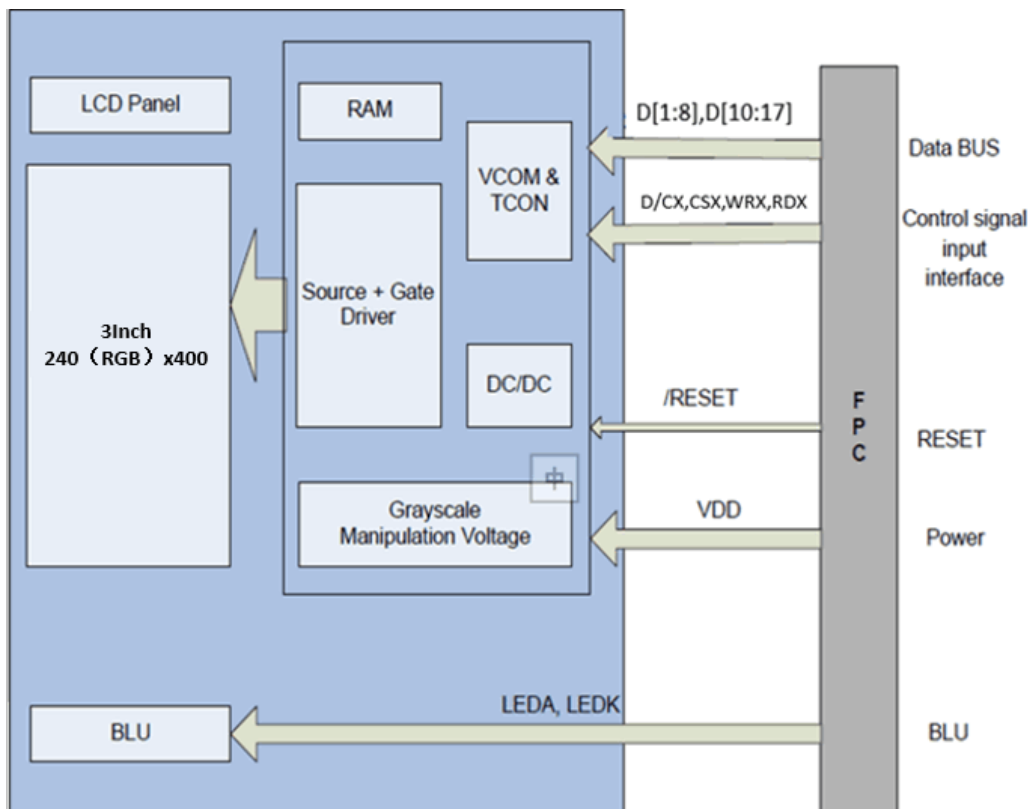 LCD Panel
3Inch
240（RGB）x400
BLU
RAM
VCOM &
TCON
Source + Gate
Driver
DC/DC
中
Grayscale
Manipulation Voltage
D[1:8],D[10:17]
D/CX,CSX,WRX,RDX
/RESET
VDD
LEDA, LEDK
F
P
C
Data BUS
Control signal
input
interface
RESET
Power
BLU